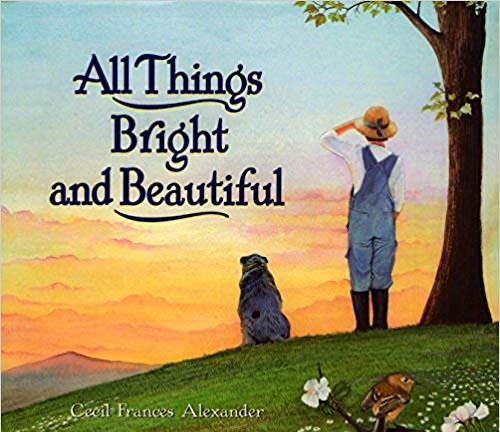 All Things
Bright
and Beautiful
Cecil Frances Alexander